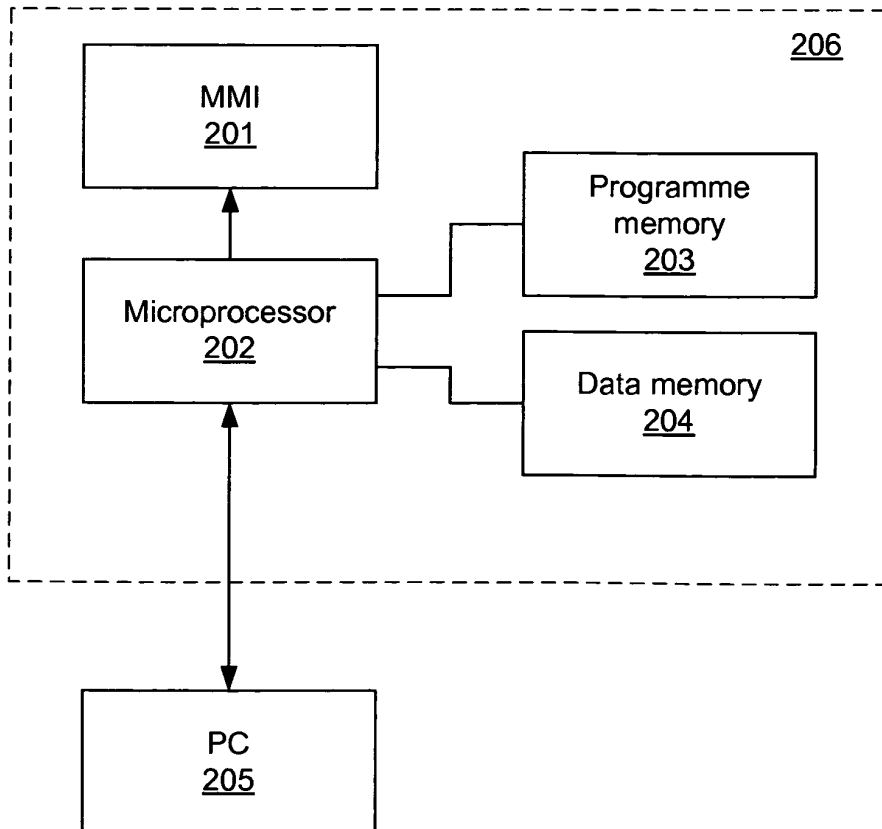 206
MMI
201
Programme
memory
203
Microprocessor
202
Data memory
204
PC
205